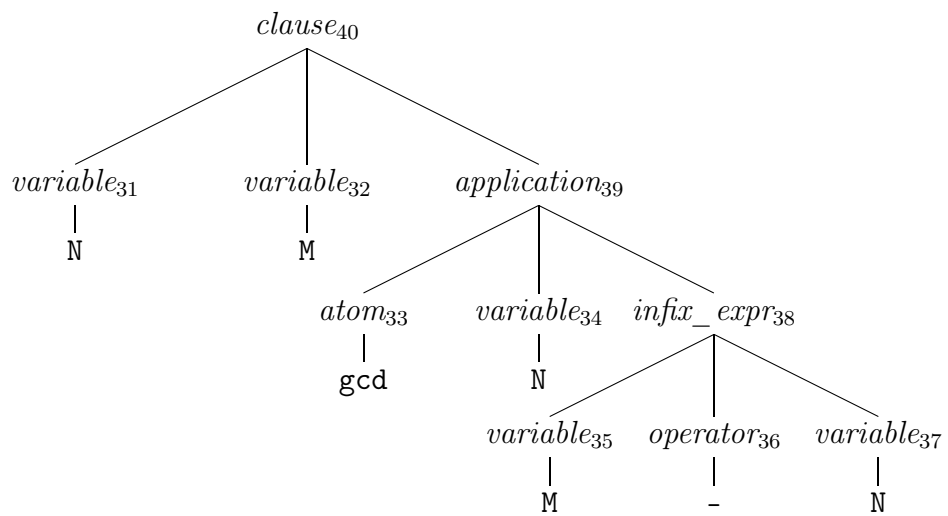 clause₄₀
variable₃₁ variable₃₂ application₃₉
N M
atom₃₃ variable₃₄ infix_expr₃₈
gcd N
variable₃₅ operator₃₆ variable₃₇
M - N